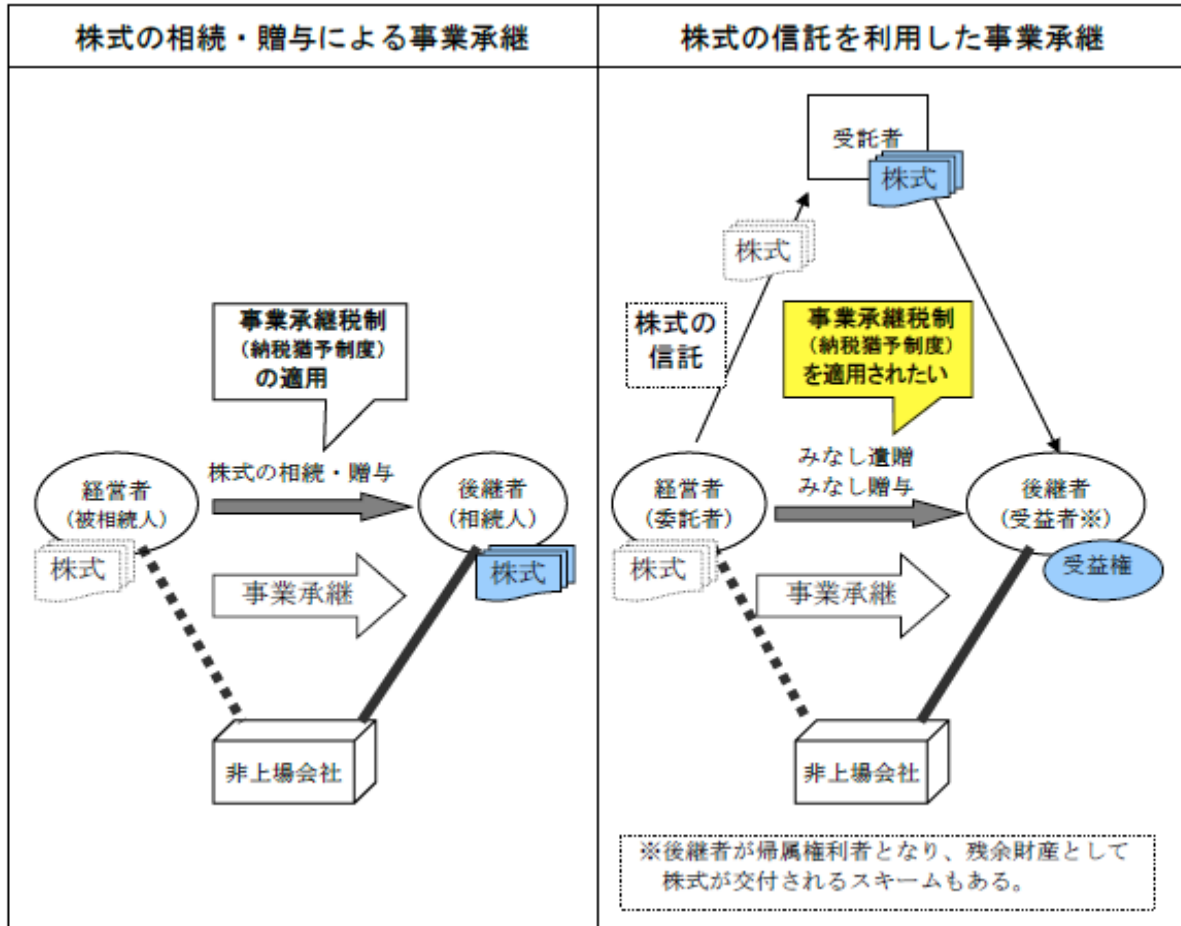 株式の相続・贈与による事業承継
事業承継税制
（納税猶予制度）
の適用
株式の相続・贈与
経営者
（被相続人）
株式
後継者
（相続人）
株式
事業承継
非上場会社
株式の信託を利用した事業承継
受託者
株式
株式
株式の
信託
事業承継税制
（納税猶予制度）
を適用されたい
みなし遺贈
みなし贈与
経営者
（委託者）
株式
後継者
（受益者※）
受益権
事業承継
非上場会社
※後継者が帰属権利者となり、残余財産として
株式が交付されるスキームもある。